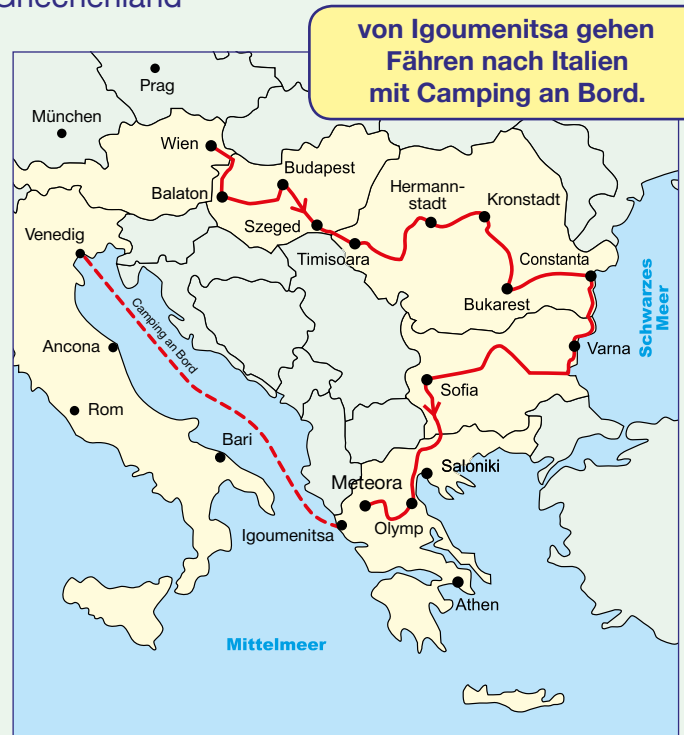 Griechenland
von Igoumenitsa gehen
Fähren nach Italien
mit Camping an Bord.
Prag
München
Wien
Budapest
Balaton
Hermann-
stadt
Kronstadt
Szeged
Venedig
Timisoara
Constanta
Bukarest
Schwarzes
Meer
Camping an Bord
Ancona
Varna
Sofia
Rom
Bari
Saloniki
Meteora
Igoumenitsa
Olymp
Athen
Mittelmeer